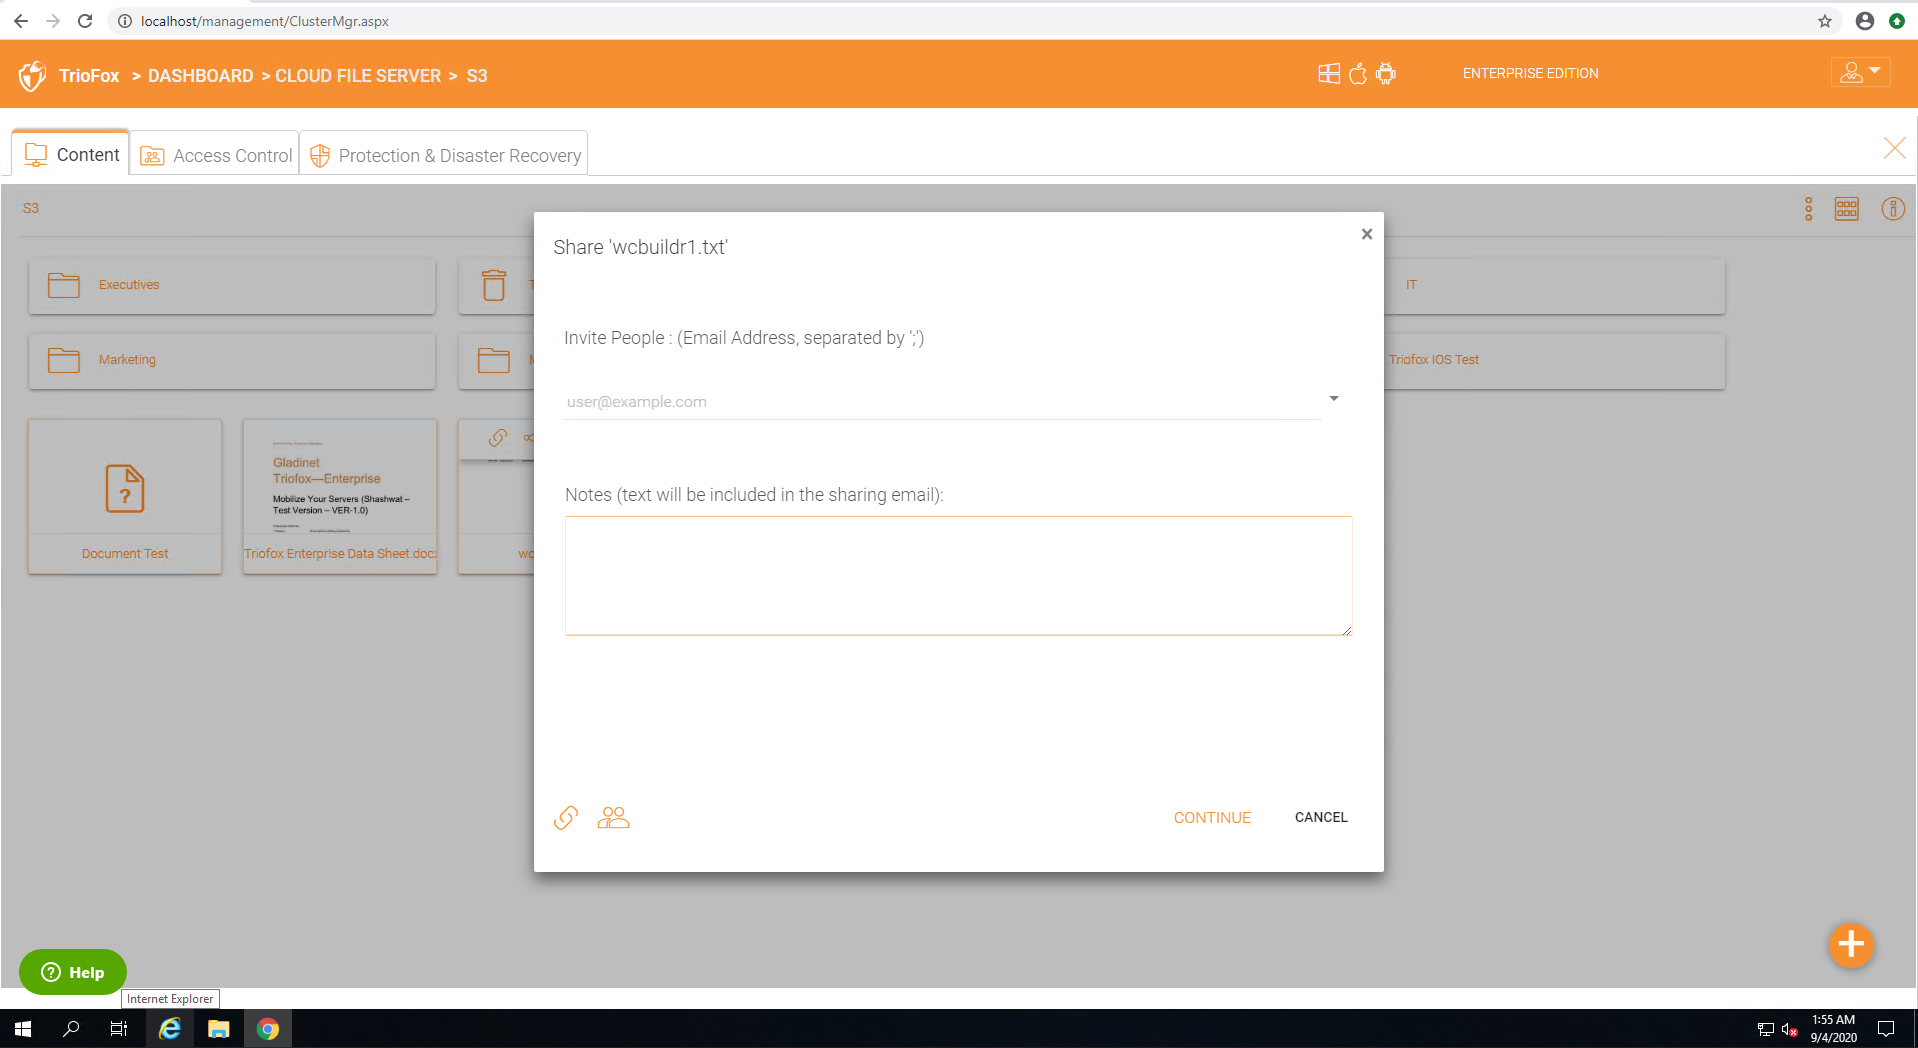 localhost/management/ClusterMgr.aspx
TrioFox > DASHBOARD > CLOUD FILE SERVER > S3
ENTERPRISE EDITION
Content
Access Control
Protection & Disaster Recovery
S3
Share 'wcbuildr1.txt'
×
Executives
T
IT
Invite People : (Email Address, separated by ';')
Marketing
Triofox IOS Test
user@example.com
Gladinet
Triofox—Enterprise
Mobilize Your Servers (Shashwat –
Test Version – VER-1.0)
Notes (text will be included in the sharing email):
Document Test
Triofox Enterprise Data Sheet.doc
wc
CONTINUE
CANCEL
Help
Internet Explorer
1:55 AM
9/4/2020